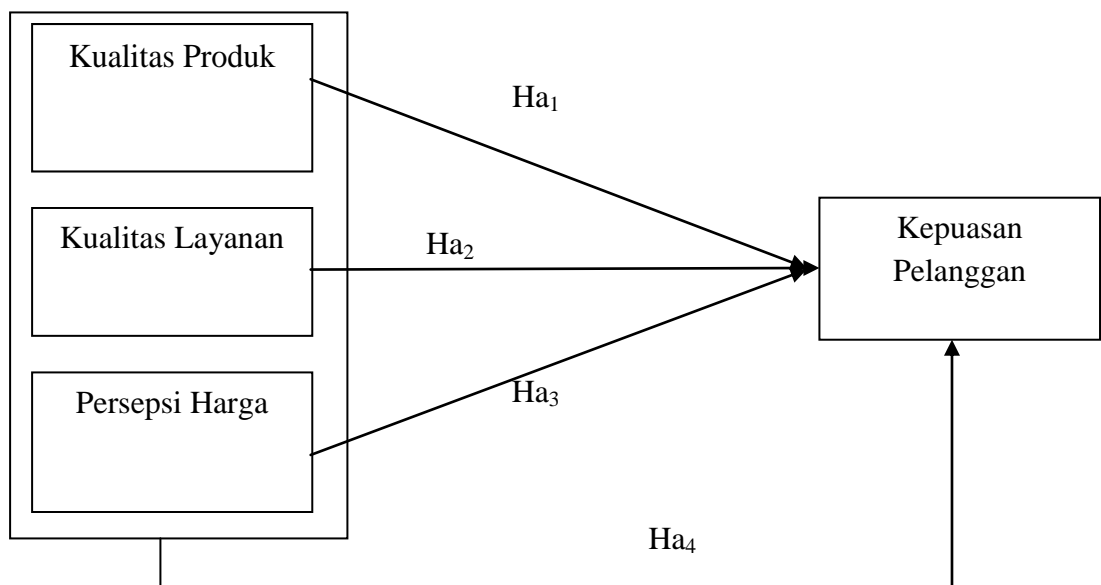 Kualitas Produk
Ha₁
Kualitas Layanan
Ha₂
Kepuasan
Pelanggan
Persepsi Harga
Ha₃
Ha₄